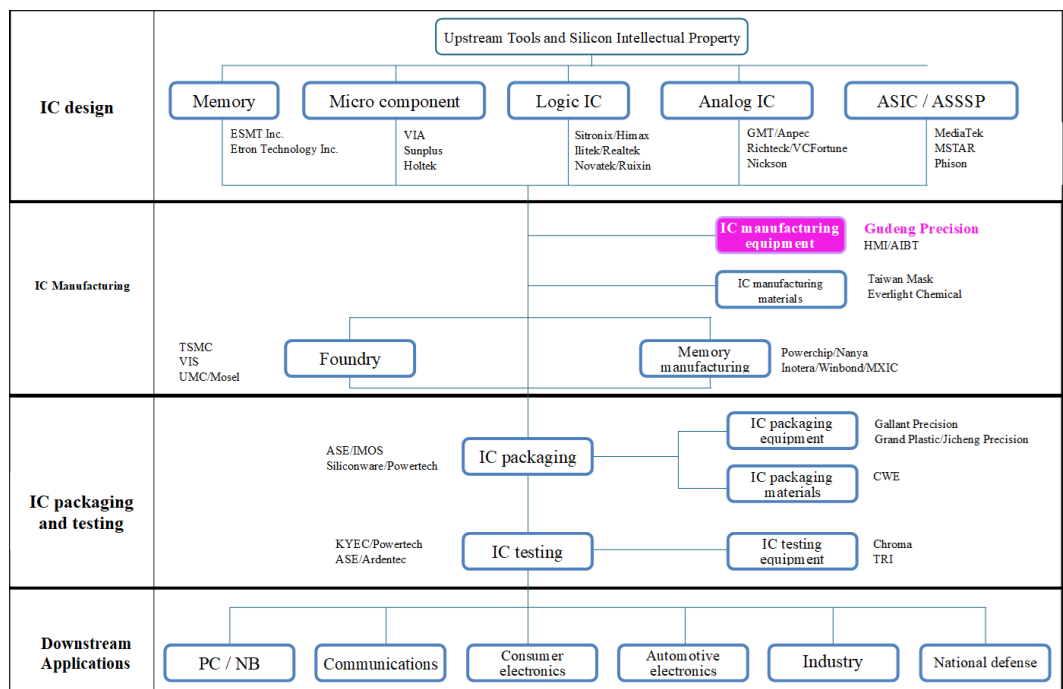 Upstream Tools and Silicon Intellectual Property
IC design
Memory
Micro component
Logic IC
Analog IC
ASIC / ASSSP
ESMT Inc.
Etron Technology Inc.
VIA
Sunplus
Holtek
Sitronix/Himax
Ilitek/Realtek
Novatek/Ruixin
GMT/Anpec
Richteck/VCFortune
Nickson
MediaTek
MSTAR
Phison
IC Manufacturing
IC manufacturing
equipment
Gudeng Precision
HMI/AIBT
IC manufacturing
materials
Taiwan Mask
Everlight Chemical
TSMC
VIS
UMC/Mosel
Foundry
Memory
manufacturing
Powerchip/Nanya
Inotera/Winbond/MXIC
IC packaging
and testing
ASE/IMOS
Siliconware/Powertech
IC packaging
IC packaging
equipment
Gallant Precision
Grand Plastic/Jicheng Precision
IC packaging
materials
CWE
KYEC/Powertech
ASE/Ardentec
IC testing
IC testing
equipment
Chroma
TRI
Downstream
Applications
PC / NB
Communications
Consumer
electronics
Automotive
electronics
Industry
National defense